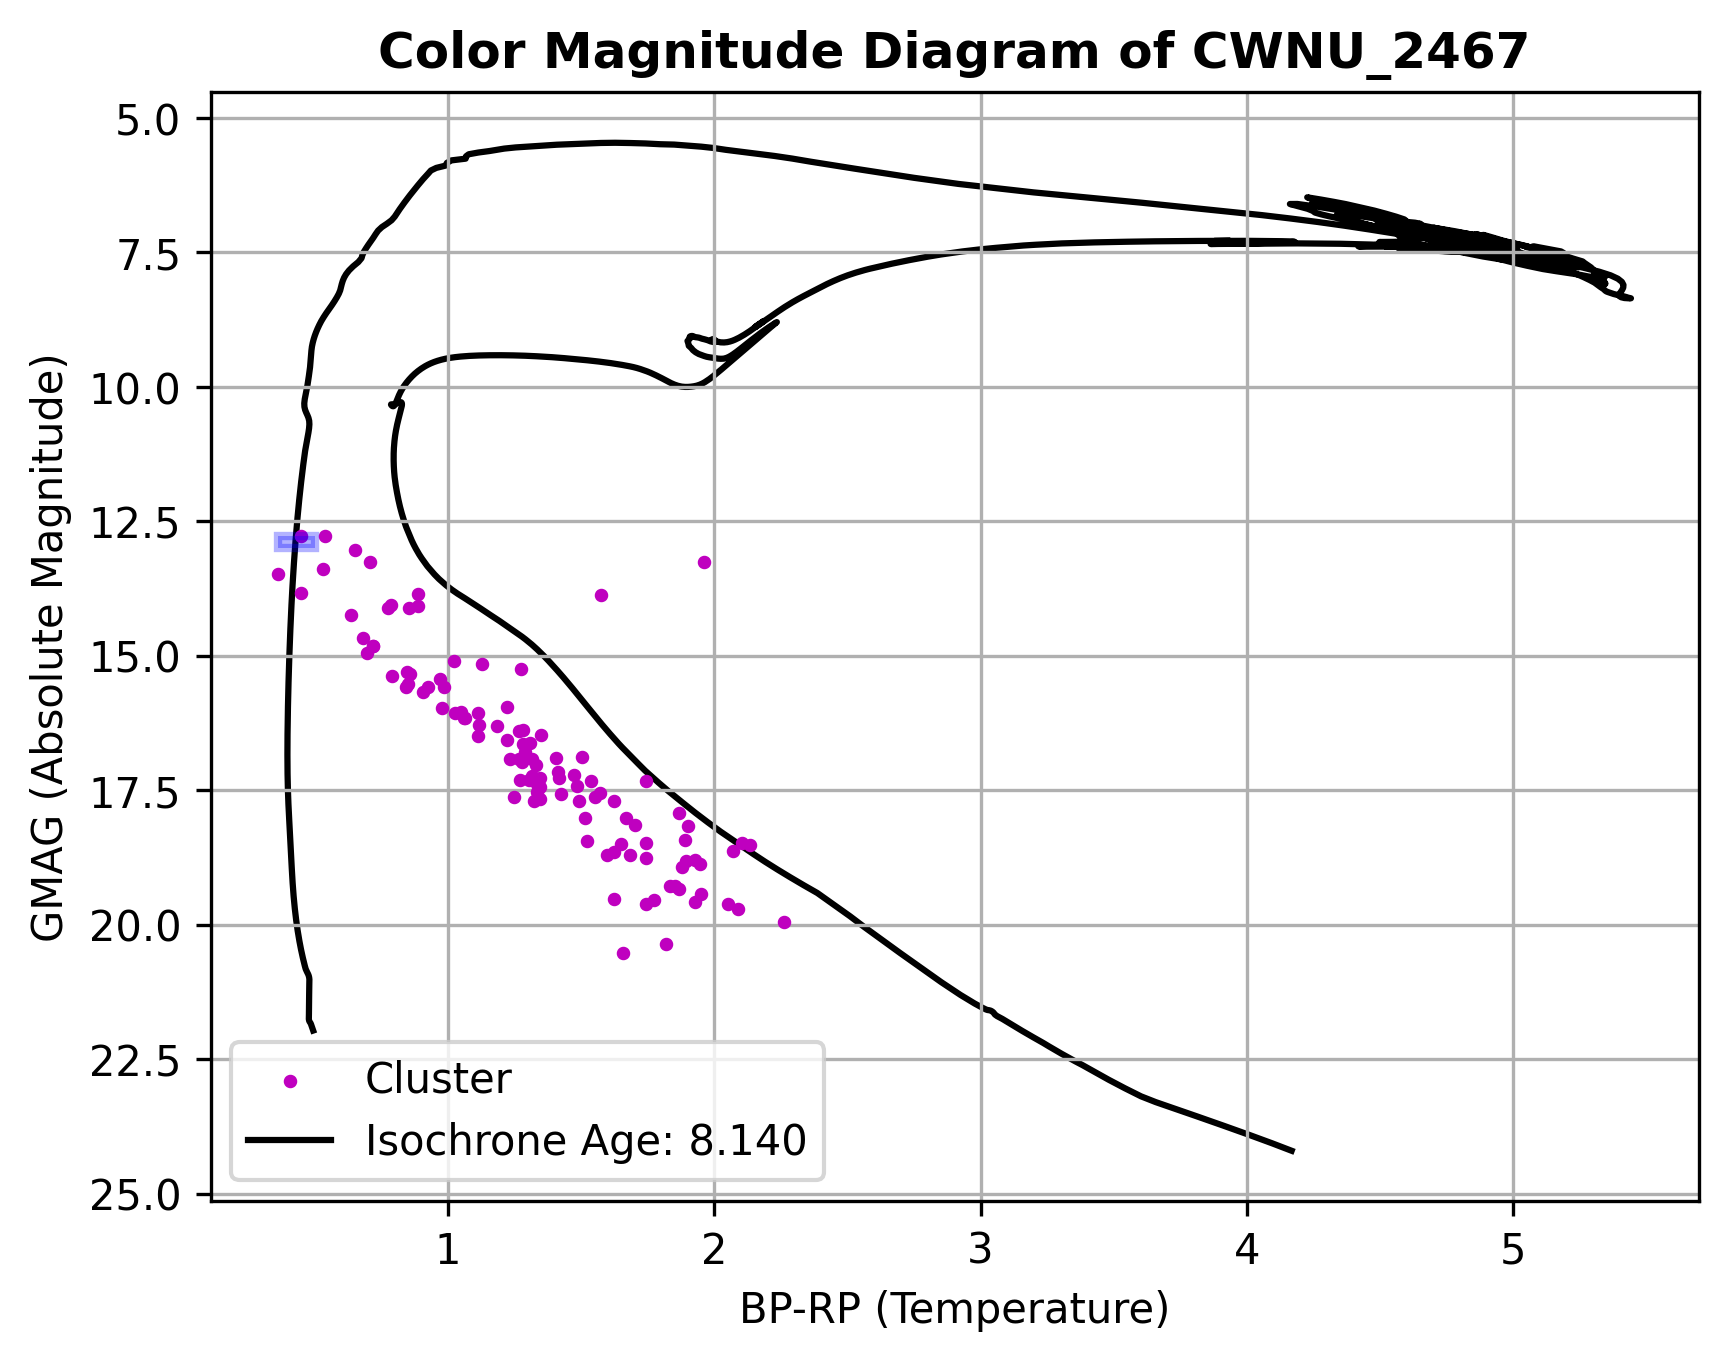 Color Magnitude Diagram of CWNU_2467
GMAG (Absolute Magnitude)
5.0
7.5
10.0
12.5
15.0
17.5
20.0
22.5
25.0
Cluster
Isochrone Age: 8.140
1 2 3 4 5
BP-RP (Temperature)